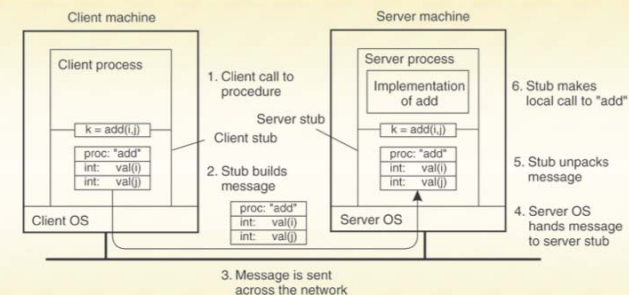 Client machine
Server machine
Client process
1. Client call to
procedure
Server process
Implementation
of add
6. Stub makes
local call to "add"
Server stub
k = add(i,j)
Client stub
k = add(i,j)
proc: "add"
int: val(i)
int: val(j)
2. Stub builds
message
proc: "add"
int: val(i)
int: val(j)
proc: "add"
int: val(i)
int: val(j)
5. Stub unpacks
message
Client OS
Server OS
4. Server OS
hands message
to server stub
3. Message is sent
across the network